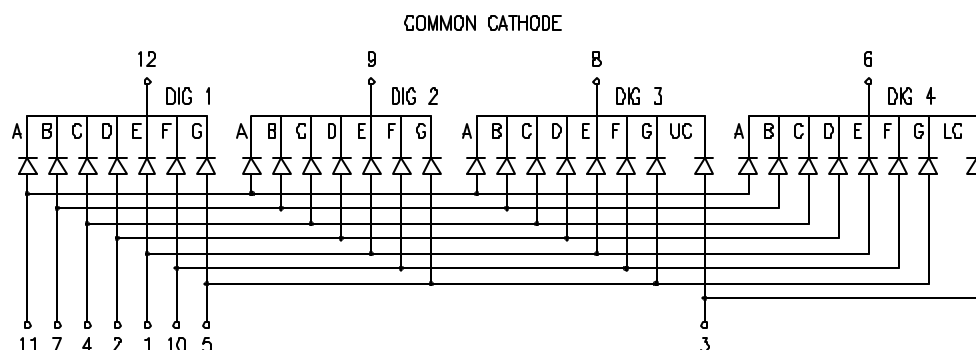 COMMON CATHODE
12 9 8 6
DIG 1 DIG 2 DIG 3 DIG 4
A B C D E F G A B C D E F G A B C D E F G UC A B C D E F G LC
11 7 4 2 1 10 5 3